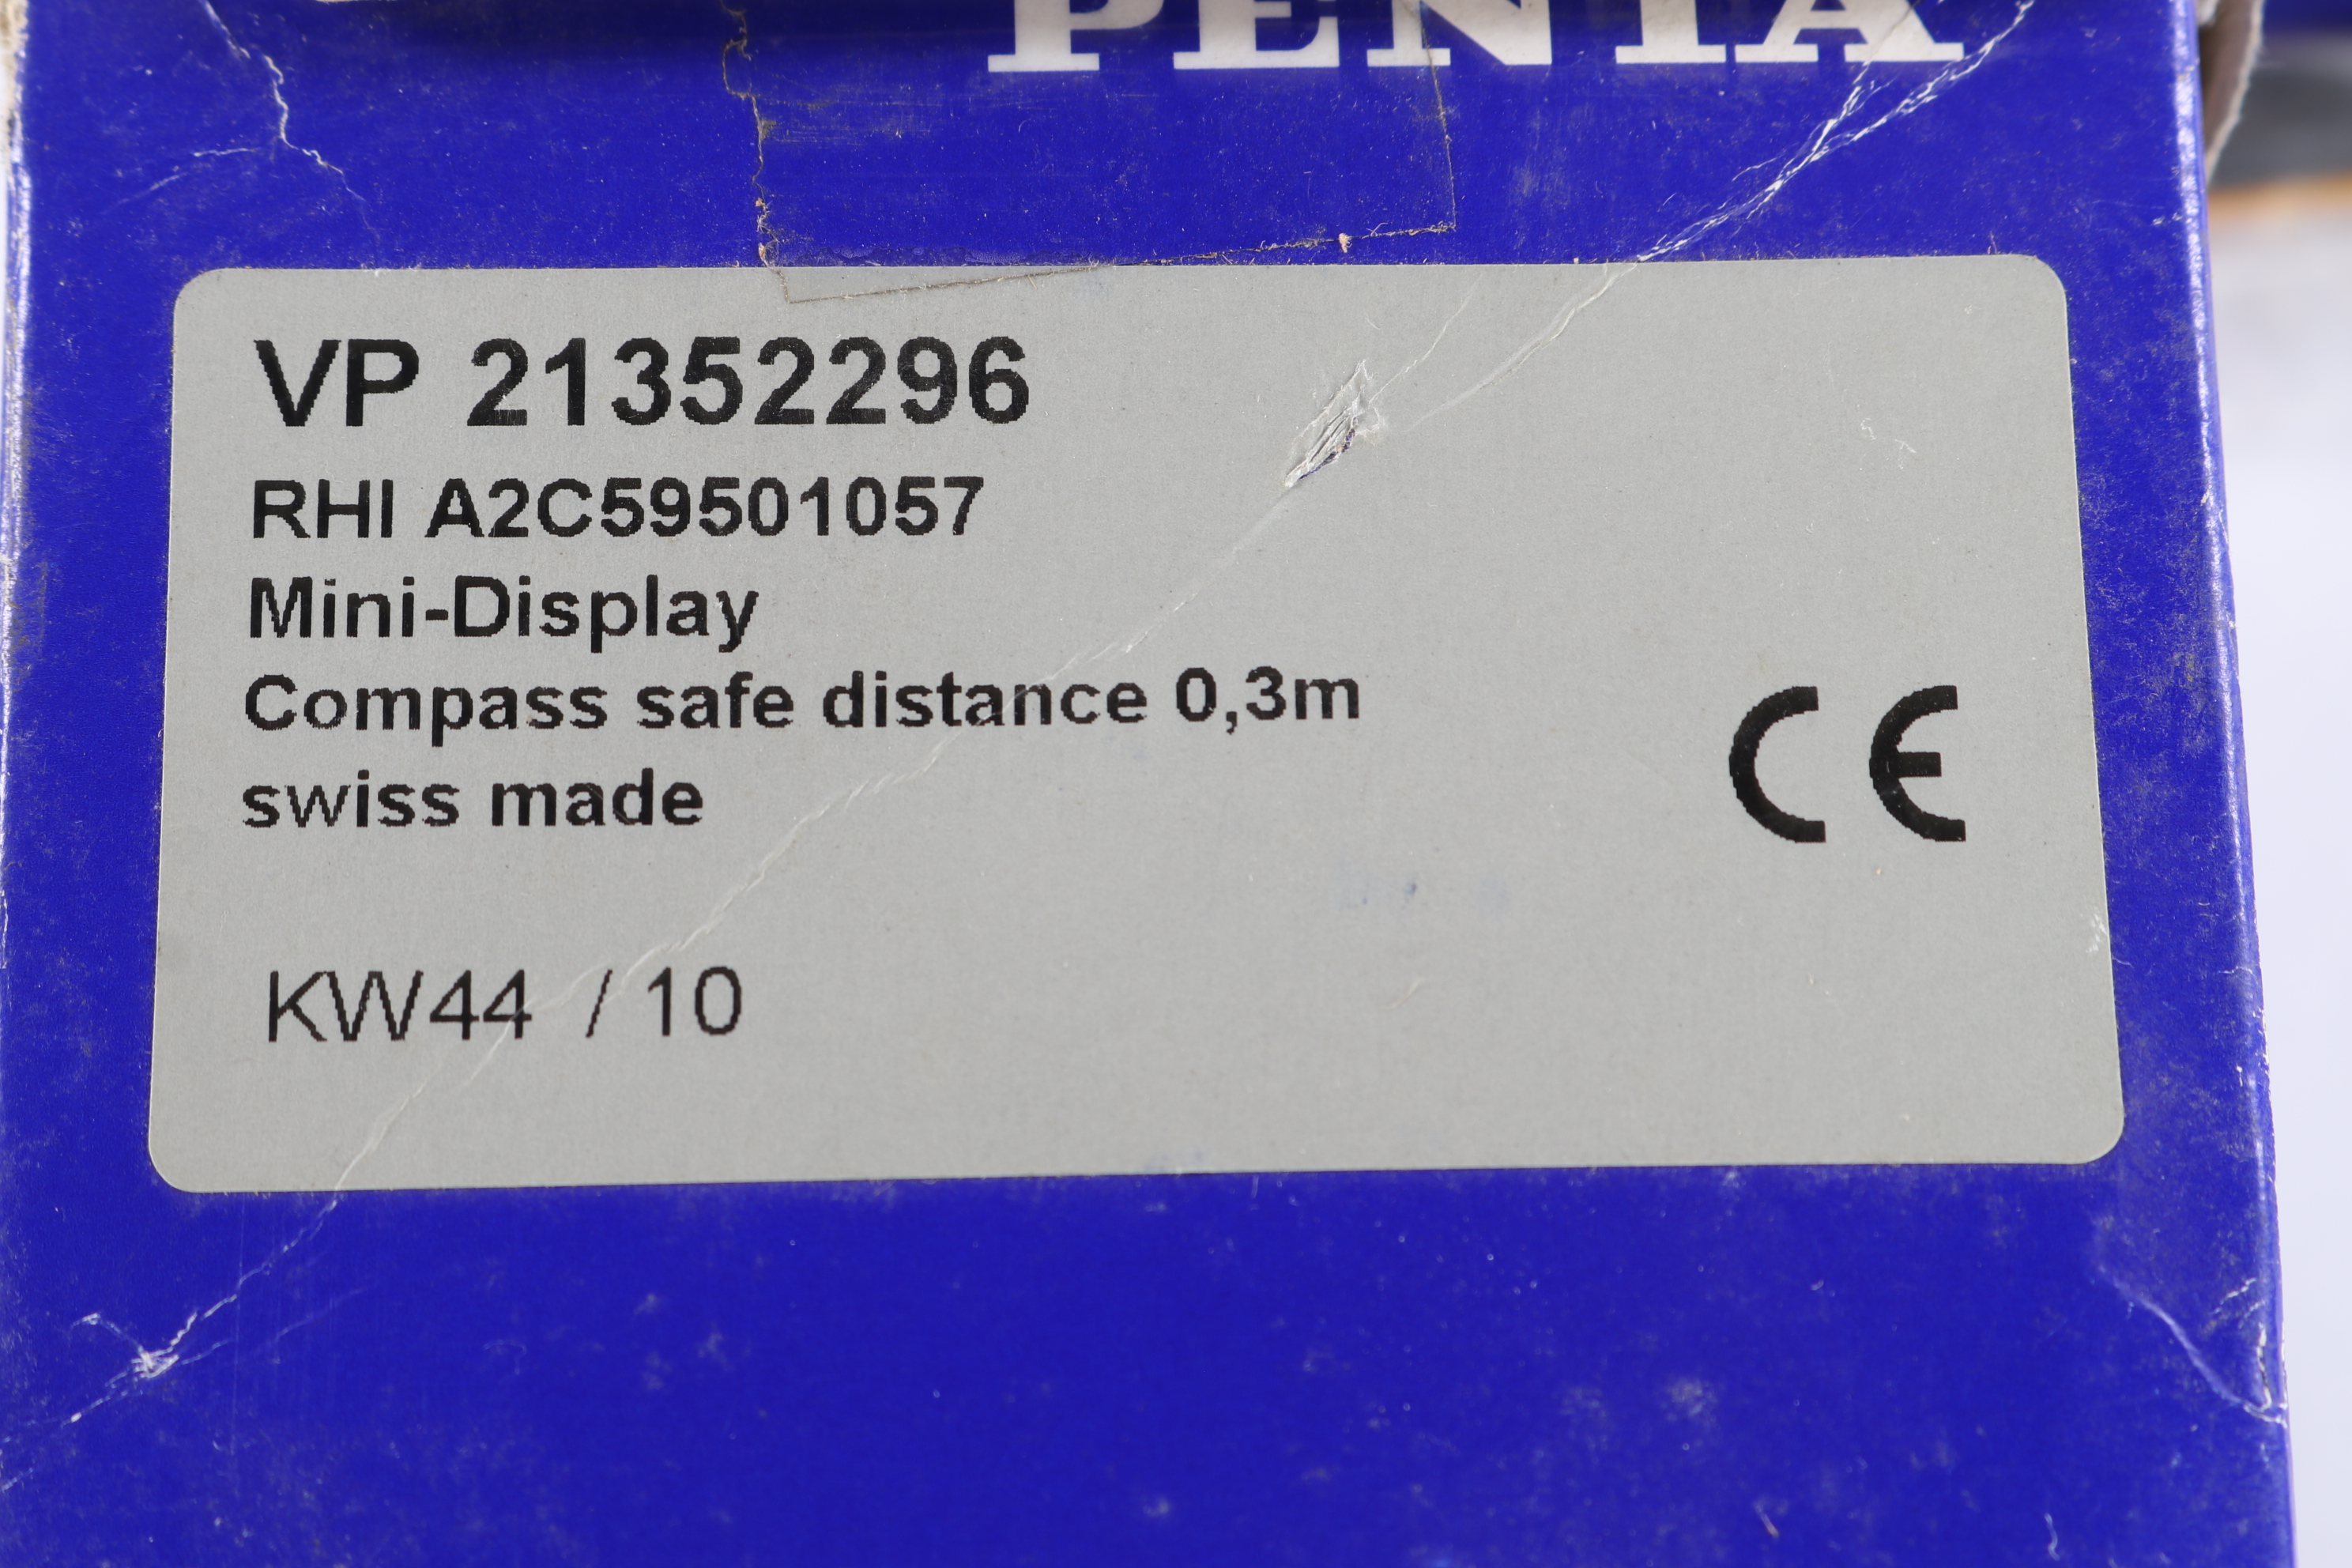 PENTA
VP 21352296
RHI A2C59501057
Mini-Display
Compass safe distance 0,3m
swiss made
CE
KW44 / 10